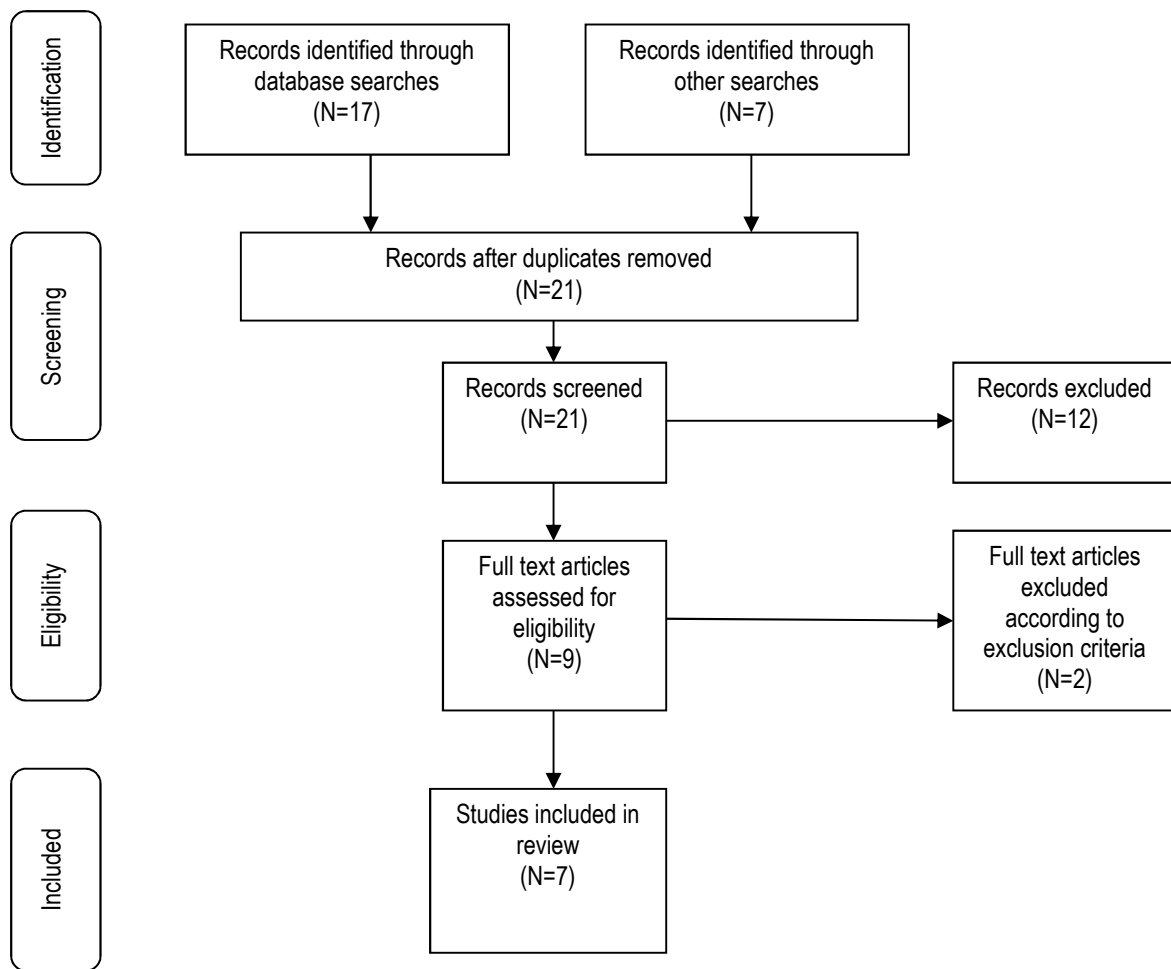 Identification
Records identified through
database searches
(N=17)
Records identified through
other searches
(N=7)
Screening
Records after duplicates removed
(N=21)
Records screened
(N=21)
Records excluded
(N=12)
Eligibility
Full text articles
assessed for
eligibility
(N=9)
Full text articles
excluded
according to
exclusion criteria
(N=2)
Included
Studies included in
review
(N=7)